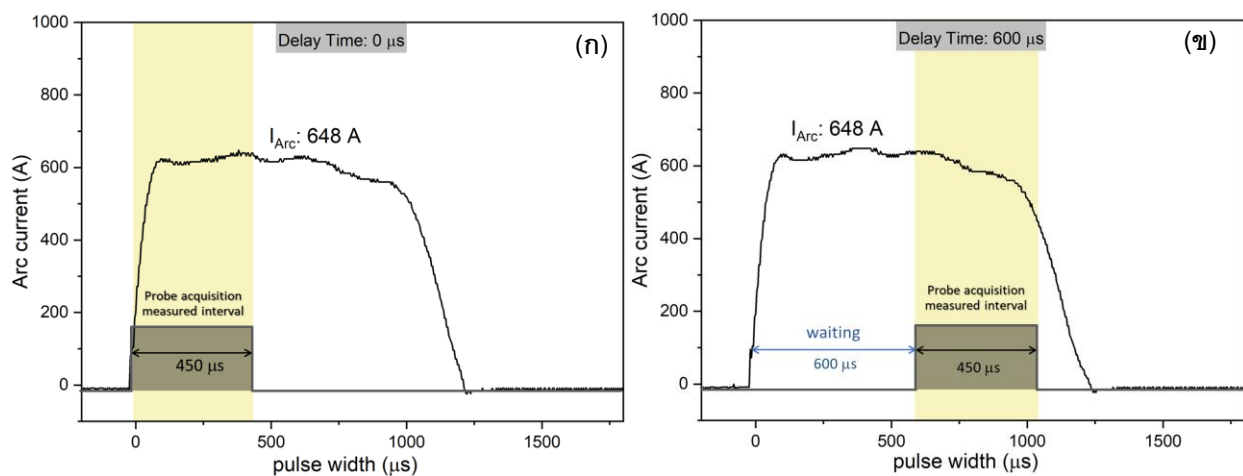 Delay Time: 0 μs
(ก)
I_Arc: 648 A
Probe acquisition
measured interval
450 μs
Arc current (A)
1000
800
600
400
200
0
0
500
1000
1500
pulse width (μs)
Delay Time: 600 μs
(ข)
I_Arc: 648 A
Probe acquisition
measured interval
waiting
600 μs
450 μs
Arc current (A)
1000
800
600
400
200
0
0
500
1000
1500
pulse width (μs)